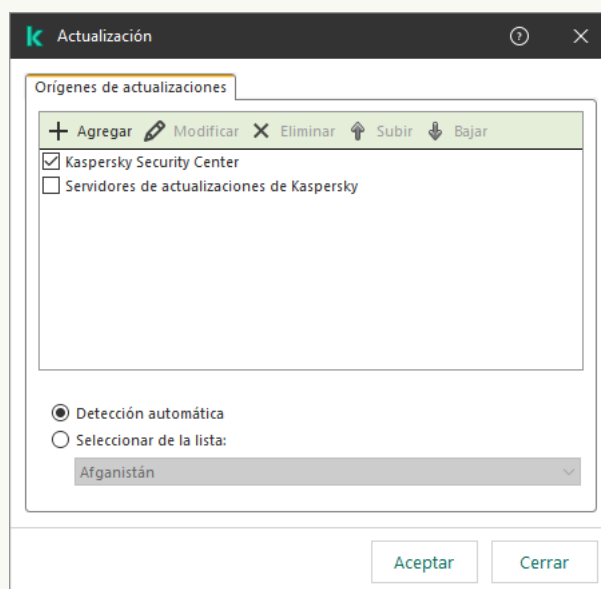 Actualización
Orígenes de actualizaciones
Agregar Modificar Eliminar Subir Bajar
Kaspersky Security Center
Servidores de actualizaciones de Kaspersky
Detección automática
Seleccionar de la lista:
Afganistán
Aceptar Cerrar